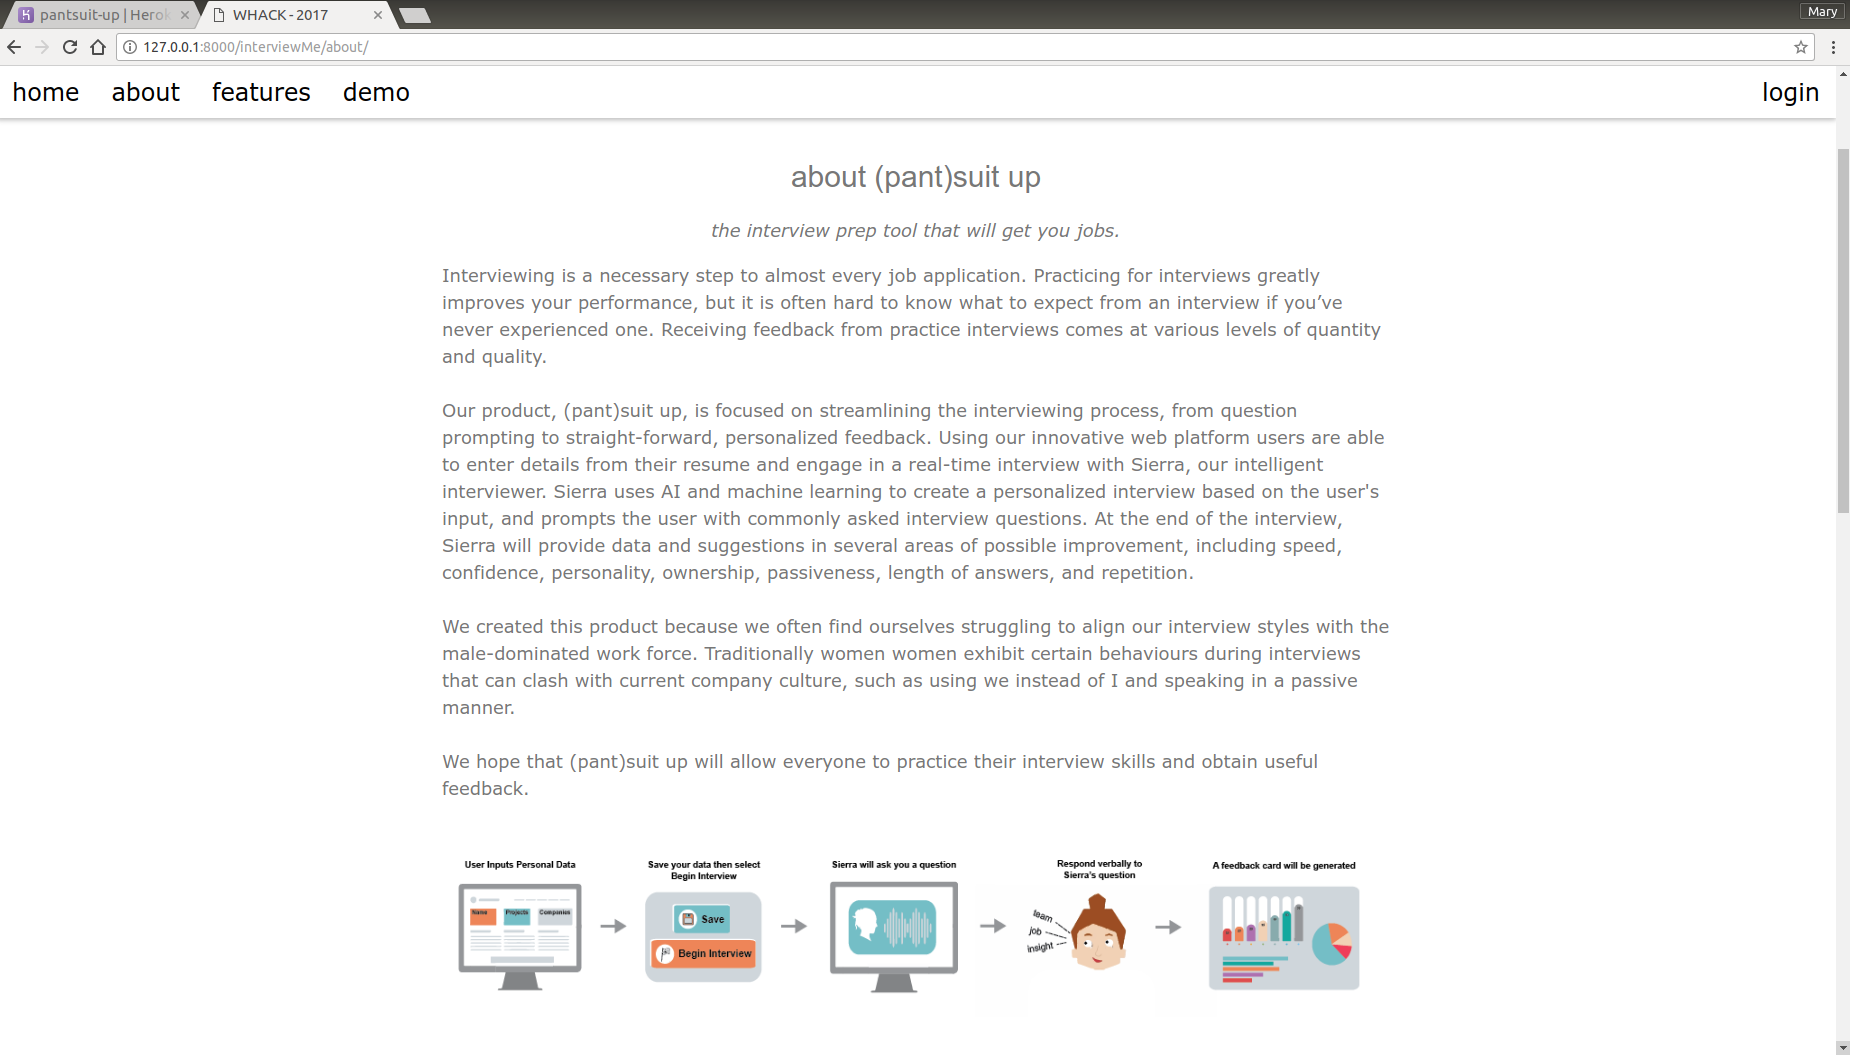 pantsuit-up | Herok
WHACK - 2017
Mary
127.0.0.1:8000/interviewMe/about/
home about features demo login
about (pant)suit up
the interview prep tool that will get you jobs.
Interviewing is a necessary step to almost every job application. Practicing for interviews greatly
improves your performance, but it is often hard to know what to expect from an interview if you’ve
never experienced one. Receiving feedback from practice interviews comes at various levels of quantity
and quality.
Our product, (pant)suit up, is focused on streamlining the interviewing process, from question
prompting to straight-forward, personalized feedback. Using our innovative web platform users are able
to enter details from their resume and engage in a real-time interview with Sierra, our intelligent
interviewer. Sierra uses AI and machine learning to create a personalized interview based on the user's
input, and prompts the user with commonly asked interview questions. At the end of the interview,
Sierra will provide data and suggestions in several areas of possible improvement, including speed,
confidence, personality, ownership, passiveness, length of answers, and repetition.
We created this product because we often find ourselves struggling to align our interview styles with the
male-dominated work force. Traditionally women women exhibit certain behaviours during interviews
that can clash with current company culture, such as using we instead of I and speaking in a passive
manner.
We hope that (pant)suit up will allow everyone to practice their interview skills and obtain useful
feedback.
User Inputs Personal Data
Name Projects Companies
Save your data then select
Begin Interview
Save
Begin Interview
Sierra will ask you a question
Respond verbally to
Sierra's question
team
job
insight
A feedback card will be generated